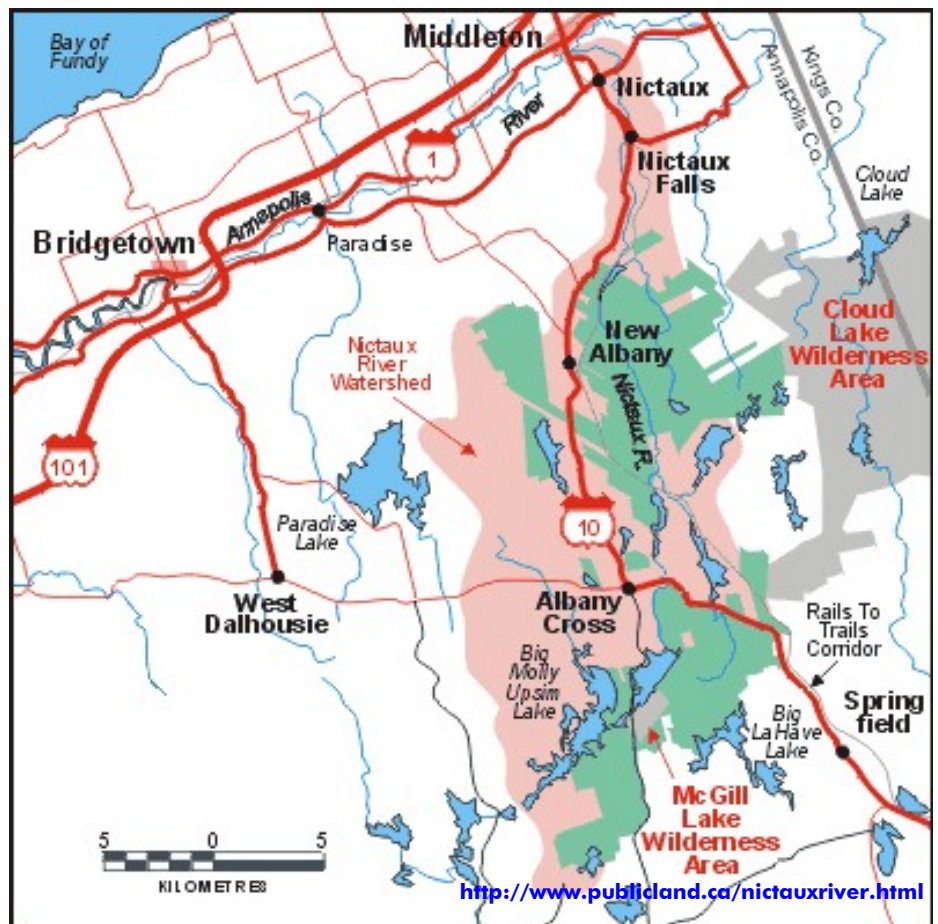 Bay of
Fundy
Middleton
Kings Co.
Annapolis Co.
Nictaux
River
1
Nictaux
Falls
Cloud
Lake
Annapolis
Paradise
Bridgetown
Cloud
Lake
Wilderness
Area
New
Albany
Nictaux
River
Watershed
Nictaux R.
101
10
Paradise
Lake
West
Dalhousie
Albany
Cross
Rails To
Trails
Corridor
Big
Molly
Upsim
Lake
Spring
field
Big
LaHave
Lake
McGill
Lake
Wilderness
Area
5 0 5
KILOMETRES
http://www.publicland.ca/nictauxriver.html